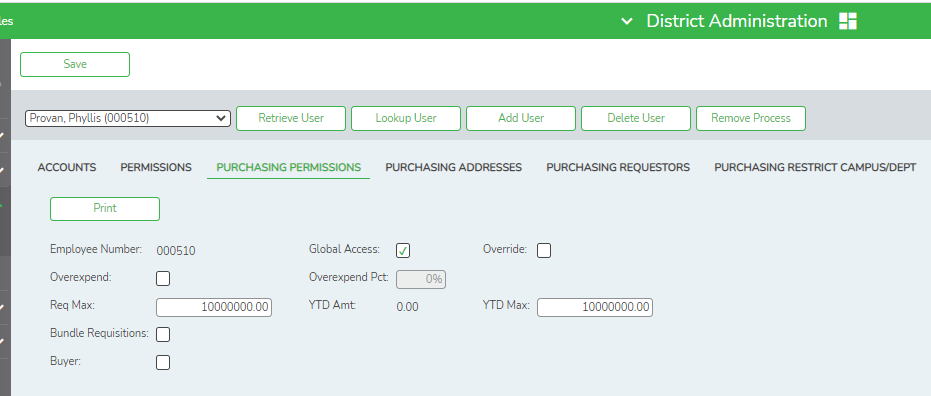 les
District Administration
Save
Provan, Phyllis (000510) Retrieve User Lookup User Add User Delete User Remove Process
ACCOUNTS PERMISSIONS PURCHASING PERMISSIONS PURCHASING ADDRESSES PURCHASING REQUESTORS PURCHASING RESTRICT CAMPUS/DEPT
Print
Employee Number: 000510 Global Access: Override:
Overexpend: Overexpend Pct: 0%
Req Max: 10000000.00 YTD Amt: 0.00 YTD Max: 10000000.00
Bundle Requisitions:
Buyer: